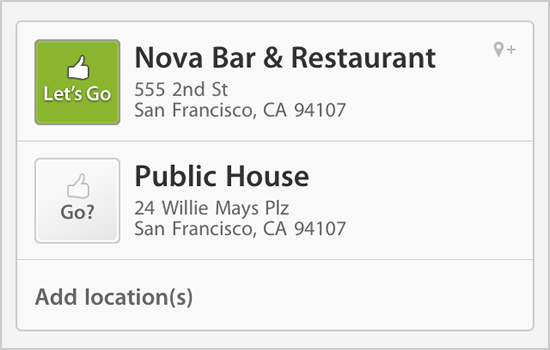 Nova Bar & Restaurant
Let's Go
555 2nd St
San Francisco, CA 94107
Public House
Go?
24 Willie Mays Plz
San Francisco, CA 94107
Add location(s)